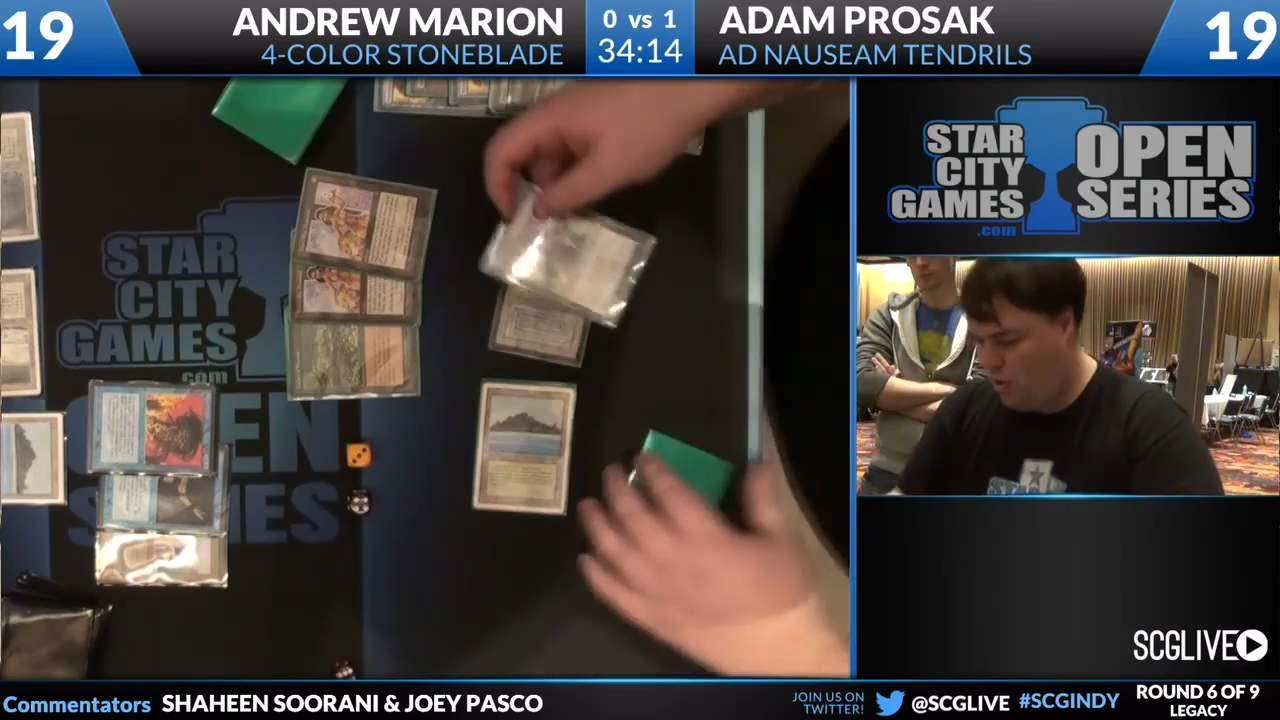 19
ANDREW MARION
4-COLOR STONEBLADE
0 vs 1
34:14
ADAM PROSAK
AD NAUSEAM TENDRILS
19
STAR
CITY
GAMES
.com
OPEN
SERIES
STAR
CITY
GAMES
.com
SCGLIVE
Commentators SHAHEEN SOORANI & JOEY PASCO
JOIN US ON
TWITTER!
@SCGLIVE #SCGINDY
ROUND 6 OF 9
LEGACY